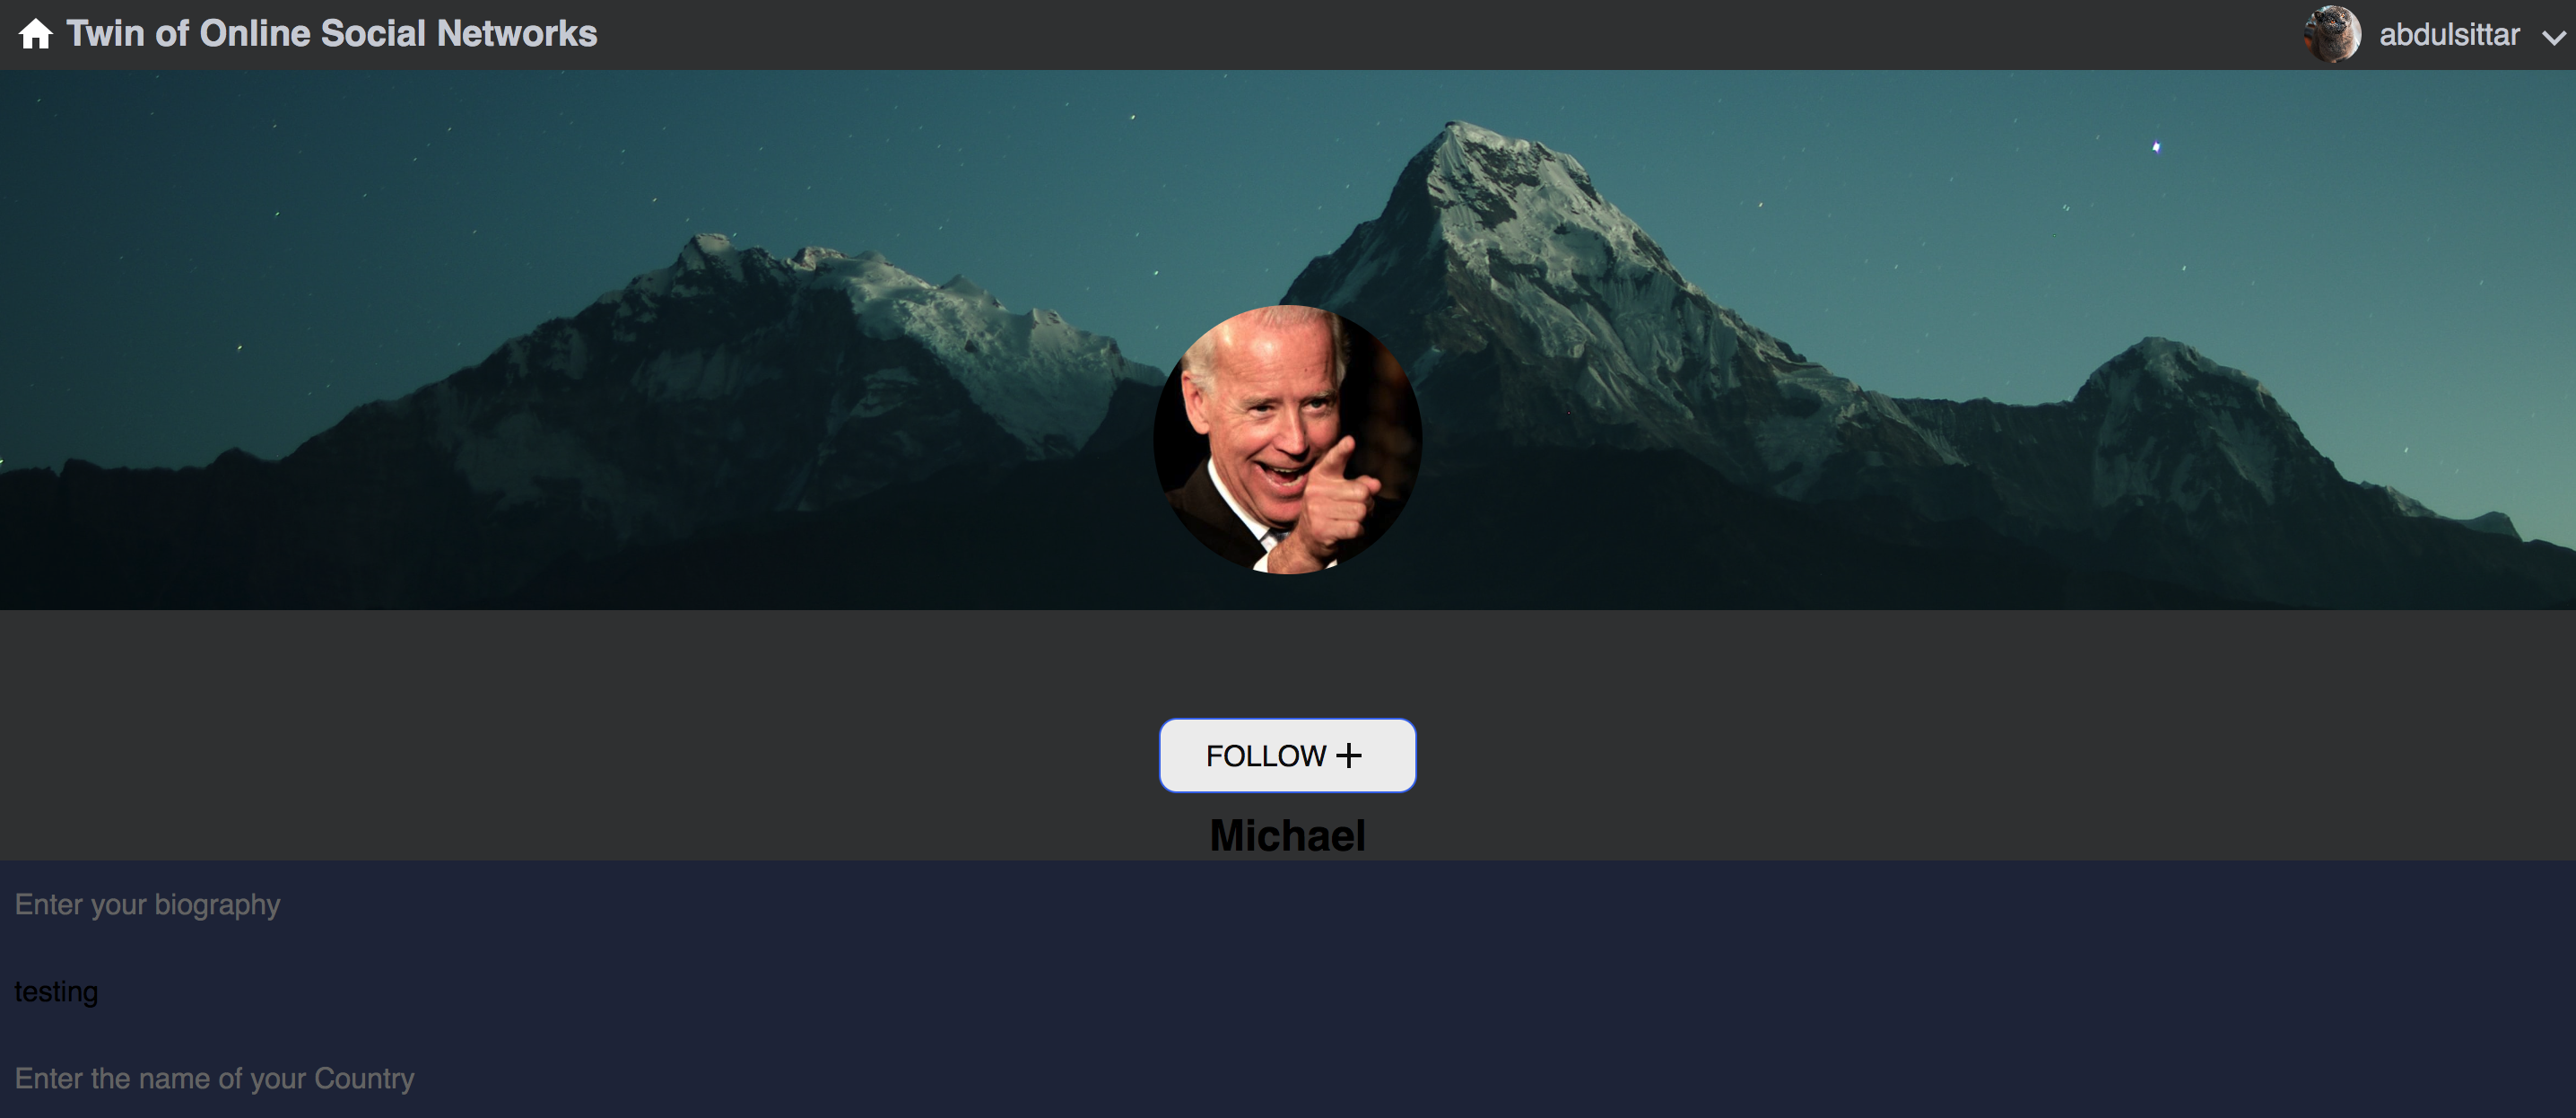 Twin of Online Social Networks
abdulsittar
FOLLOW +
Michael
Enter your biography
testing
Enter the name of your Country